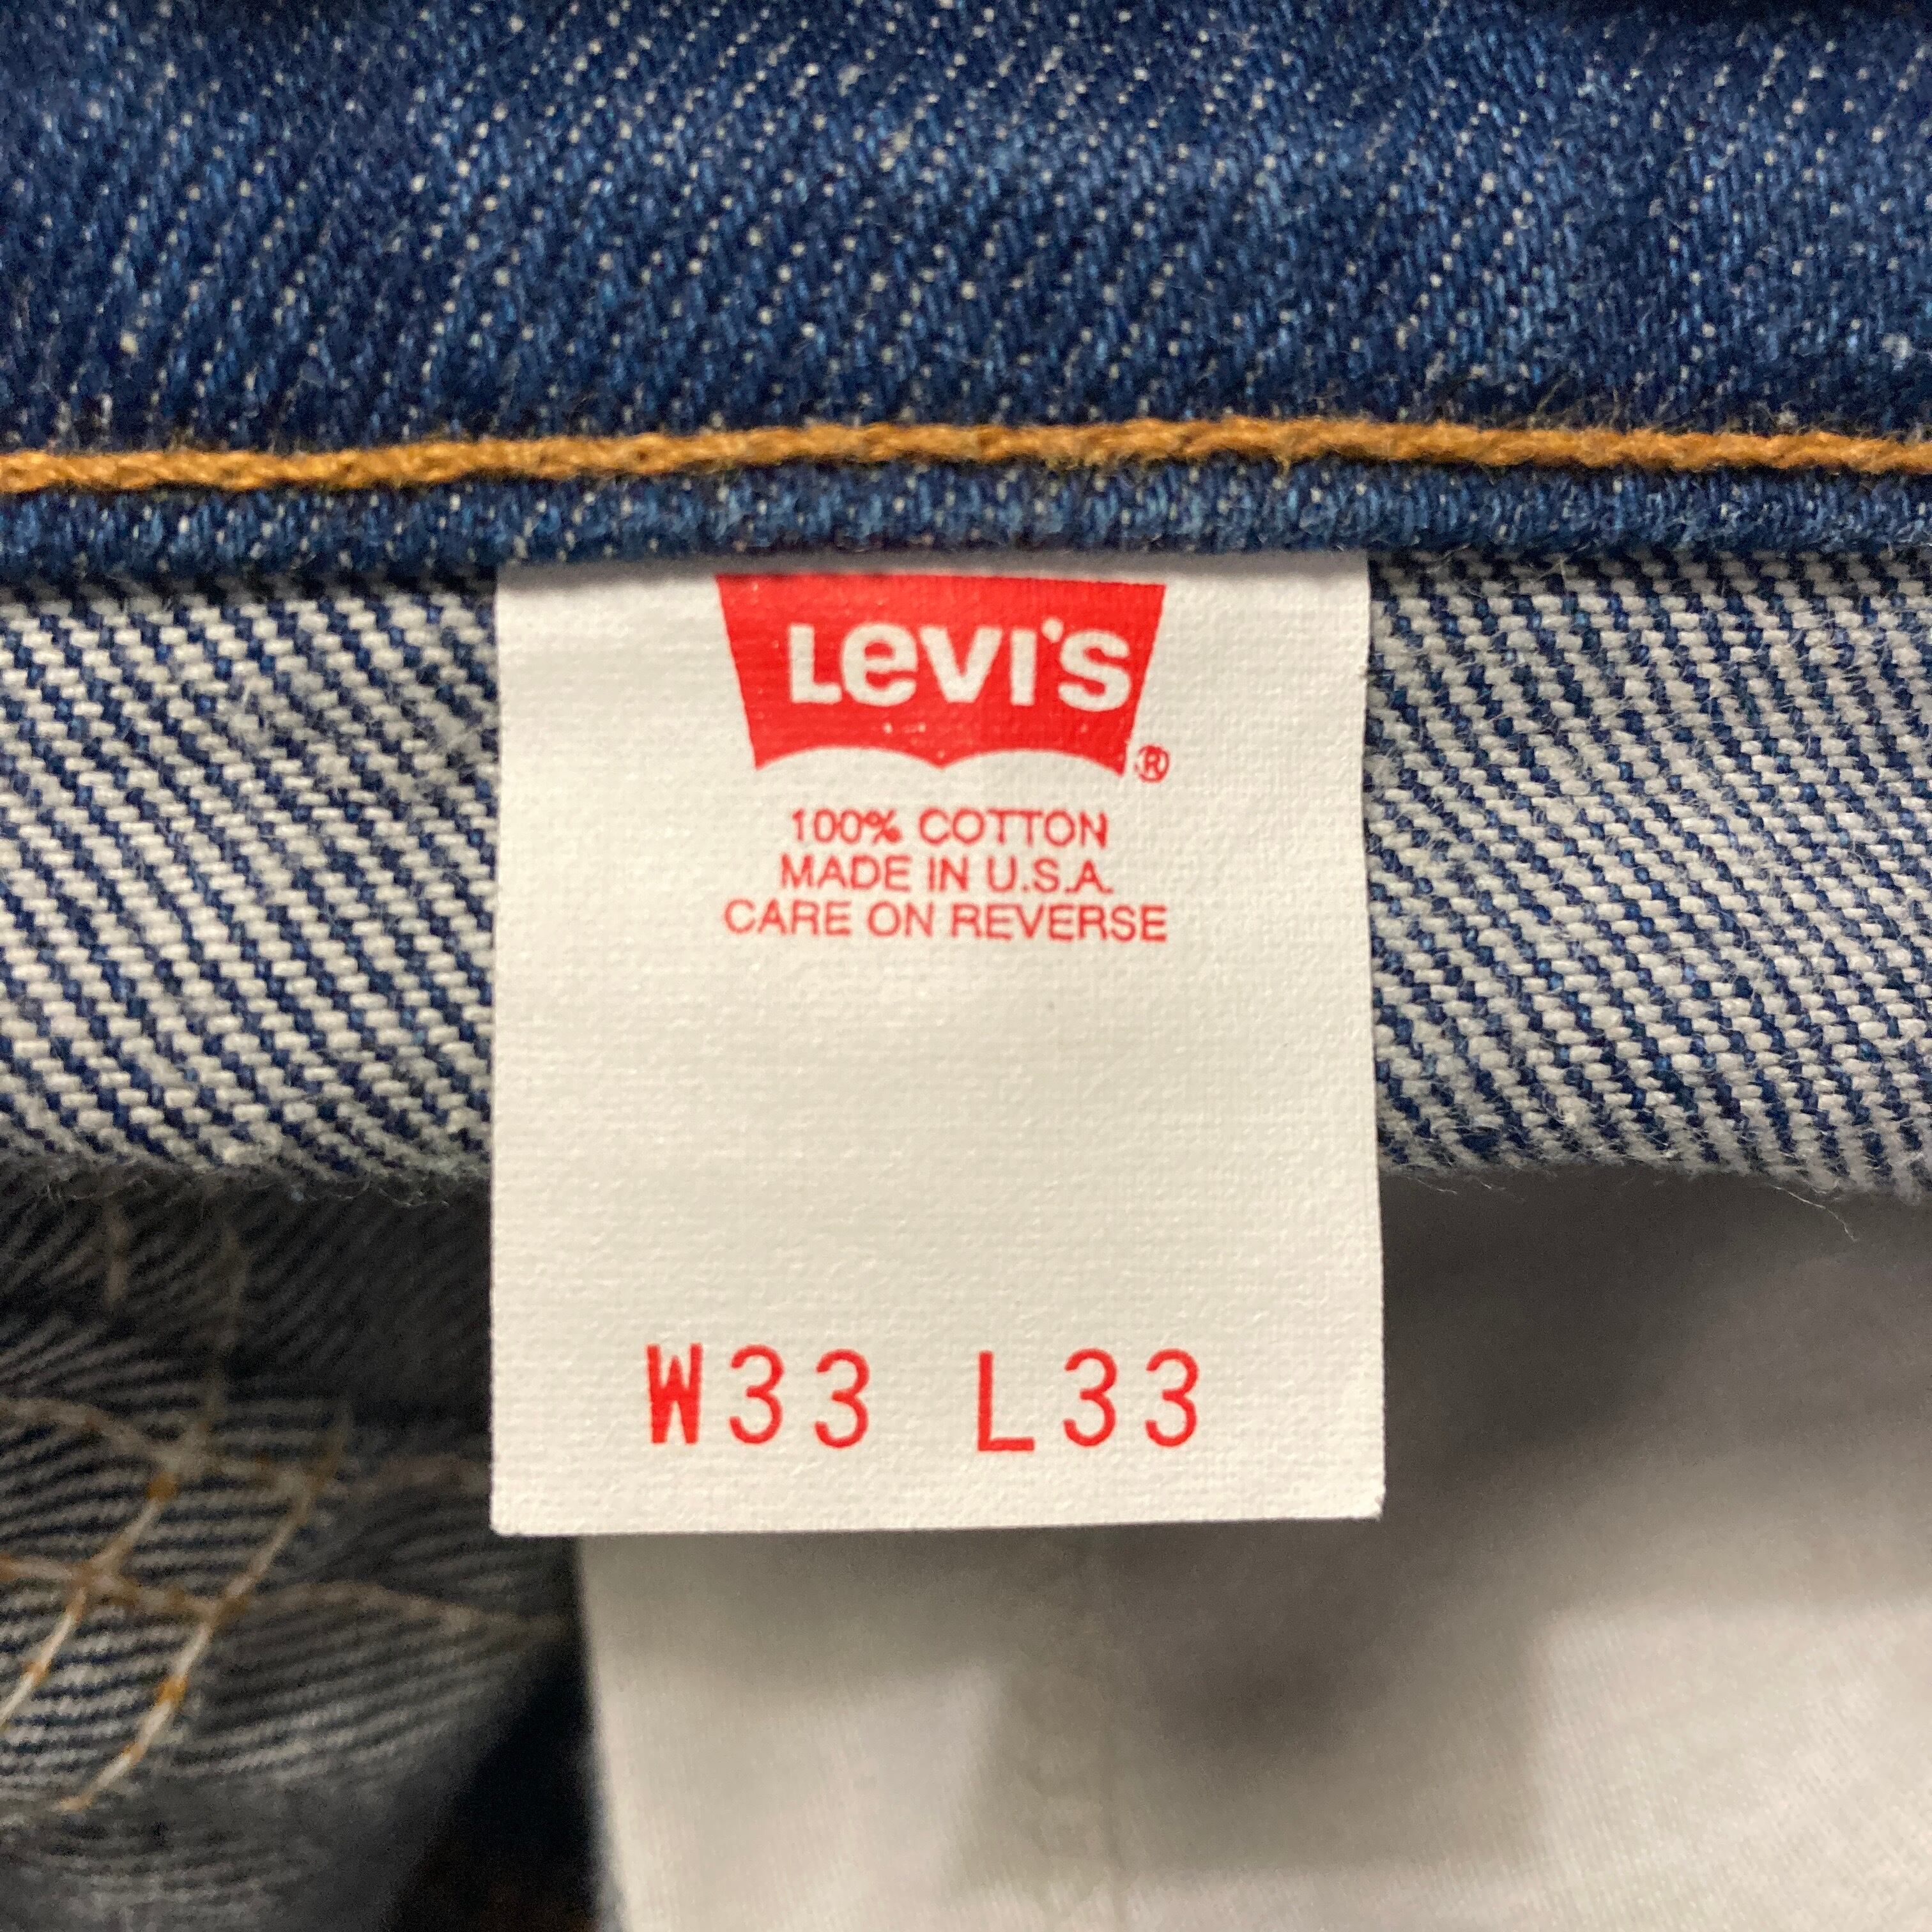 Levi's ®
100% COTTON
MADE IN U.S.A.
CARE ON REVERSE
W33 L33